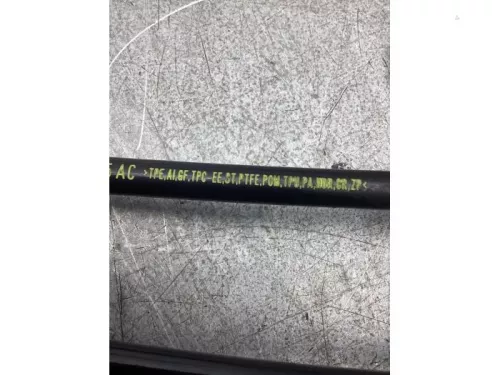 AC >TPE,AI,GF,TPC-EE,ST,PTFE,POM,TPU,PA,NBR,CR,ZP<